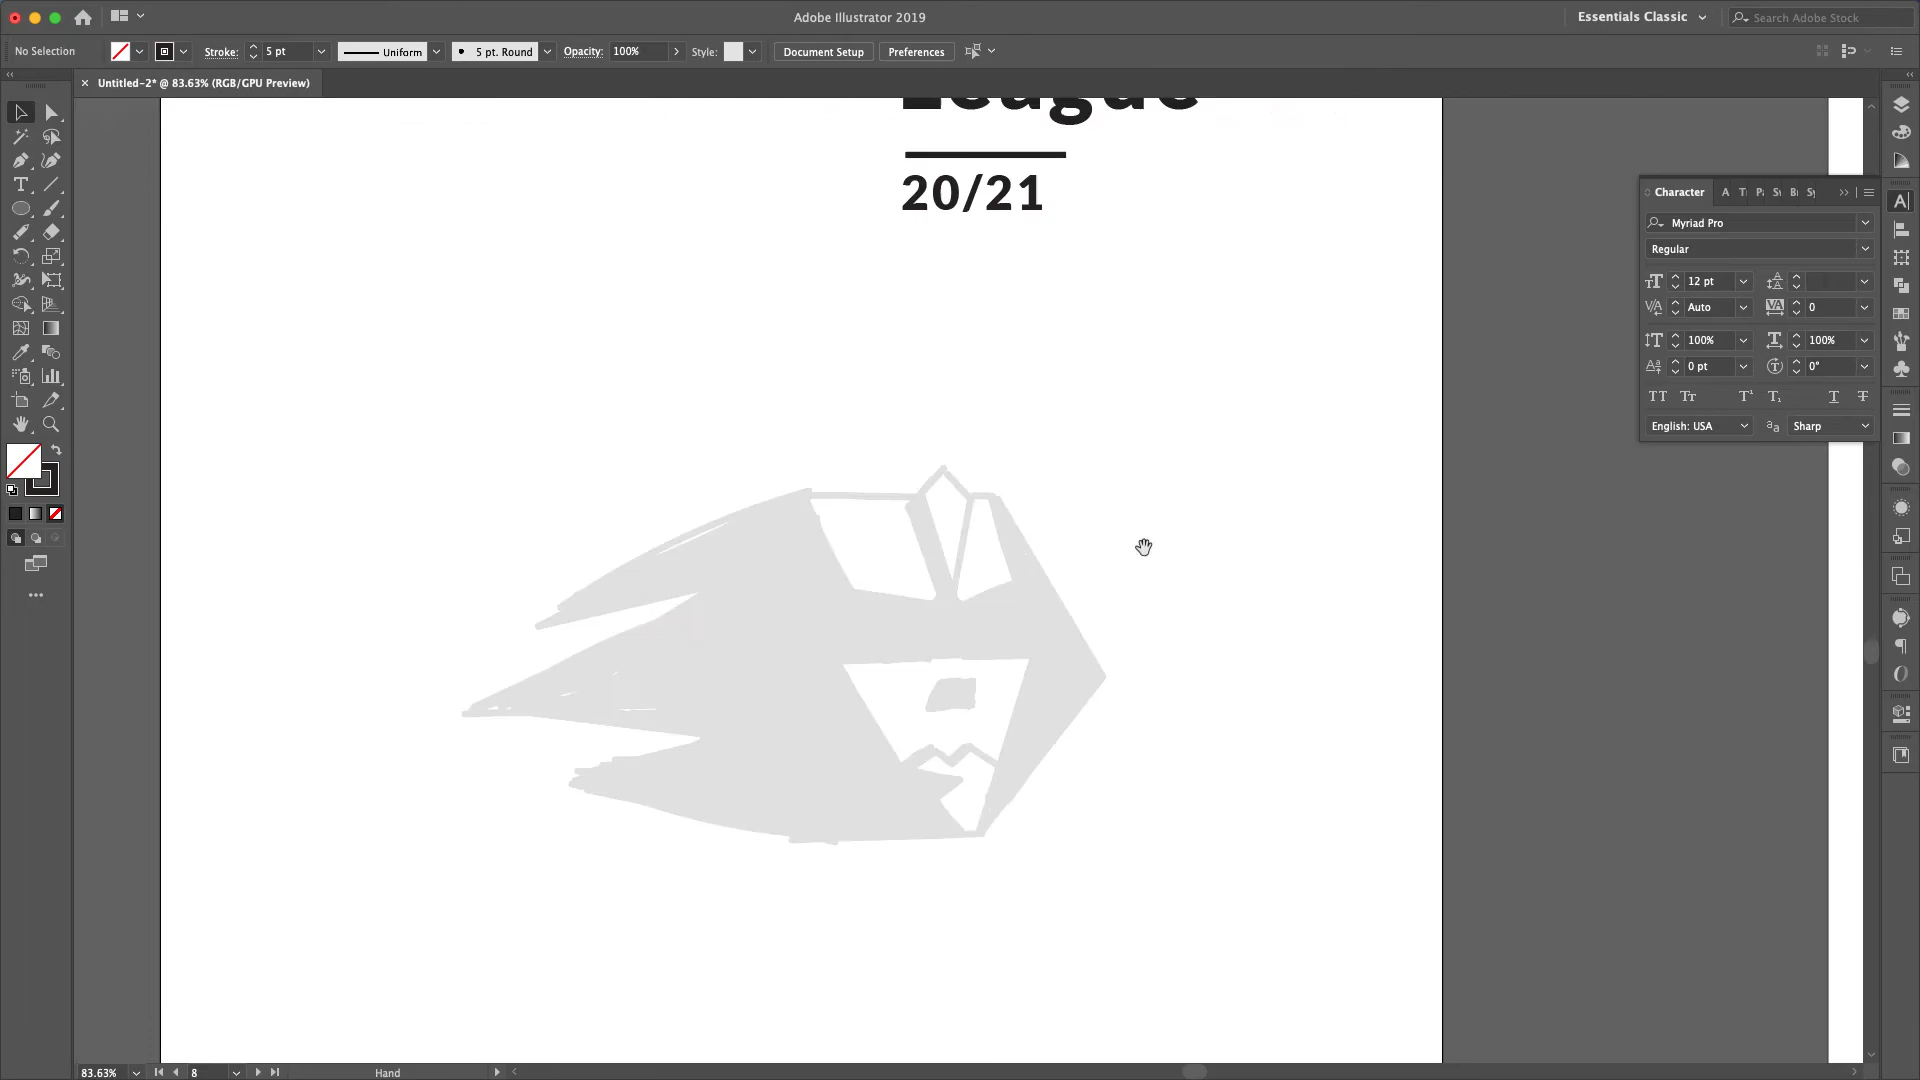 Adobe Illustrator 2019
Essentials Classic
Search Adobe Stock
No Selection
Stroke:
5 pt
Uniform
5 pt. Round
Opacity:
100%
Style:
Document Setup
Preferences
Untitled-2* @ 83.63% (RGB/GPU Preview)
League
20/21
Character
Myriad Pro
Regular
12 pt
Auto
0
100%
100%
0 pt
0°
English: USA
Sharp
83.63%
8
Hand